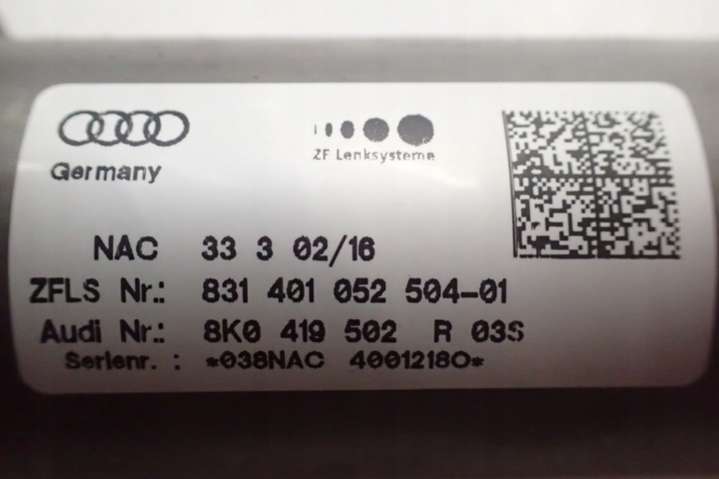 Germany
ZF Lenksysteme
NAC 33 3 02/16
ZFLS Nr.: 831 401 052 504-01
Audi Nr.: 8K0 419 502 R 03S
Serienr. : *038NAC 40012180*